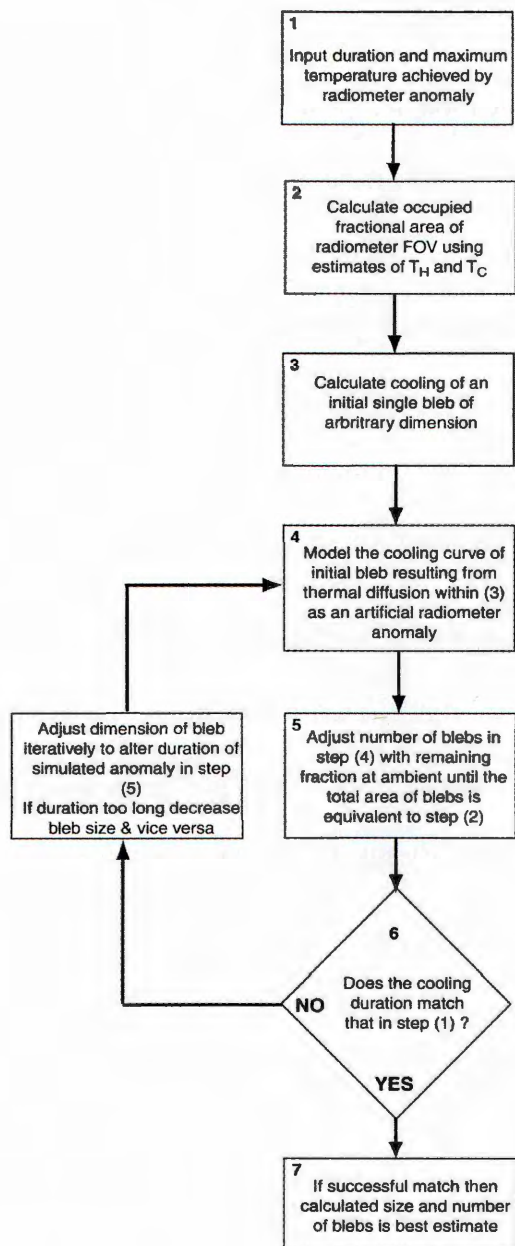 1
Input duration and maximum
temperature achieved by
radiometer anomaly
2
Calculate occupied
fractional area of
radiometer FOV using
estimates of TH and TC
3
Calculate cooling of an
initial single bleb of
arbritrary dimension
4
Model the cooling curve of
initial bleb resulting from
thermal diffusion within (3)
as an artificial radiometer
anomaly
5
Adjust number of blebs in
step (4) with remaining
fraction at ambient until the
total area of blebs is
equivalent to step (2)
Adjust dimension of bleb
iteratively to alter duration of
simulated anomaly in step
(5)
If duration too long decrease
bleb size & vice versa
6
Does the cooling
duration match
that in step (1) ?
NO
YES
7
If successful match then
calculated size and number
of blebs is best estimate